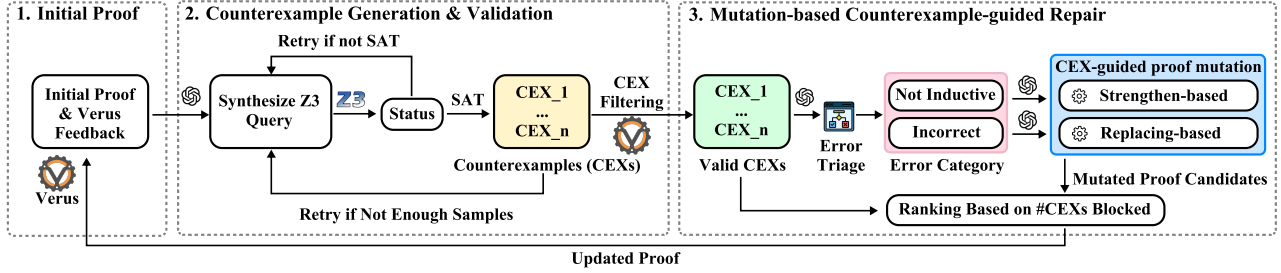 1. Initial Proof
Initial Proof
& Verus
Feedback
Verus
2. Counterexample Generation & Validation
Retry if not SAT
Synthesize Z3
Query
Z3
Status
SAT
CEX_1
...
CEX_n
Counterexamples (CEXs)
Retry if Not Enough Samples
CEX
Filtering
3. Mutation-based Counterexample-guided Repair
CEX_1
...
CEX_n
Valid CEXs
Error
Triage
Not Inductive
Incorrect
Error Category
CEX-guided proof mutation
Strengthen-based
Replacing-based
Mutated Proof Candidates
Ranking Based on #CEXs Blocked
Updated Proof